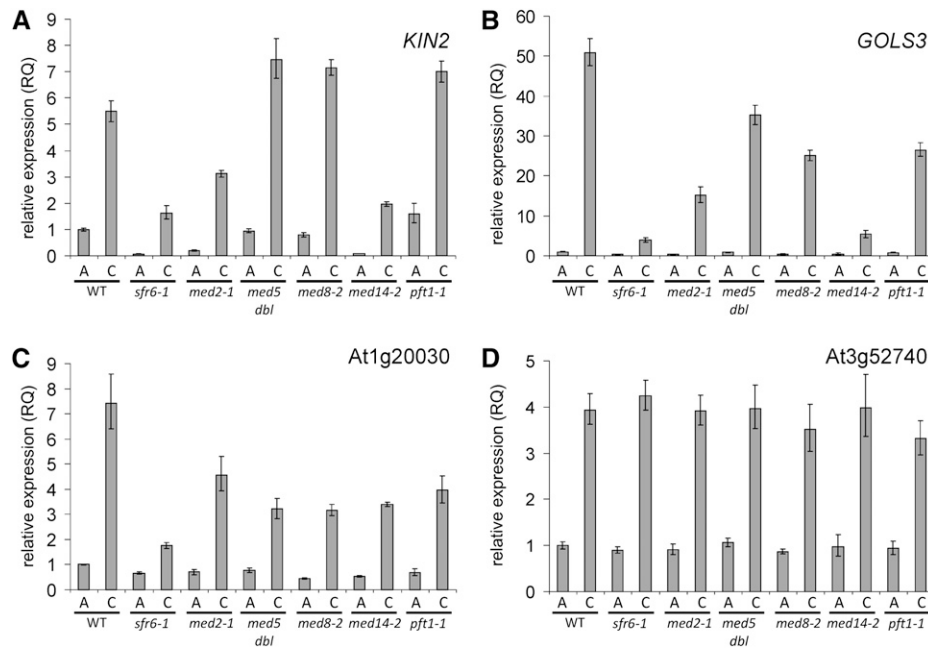 A
KIN2
relative expression (RQ)
9
8
7
6
5
4
3
2
1
0
A C A C A C A C A C A C A C
WT sfr6-1 med2-1 med5 med8-2 med14-2 pft1-1
dbl
B
GOLS3
relative expression (RQ)
60
50
40
30
20
10
0
A C A C A C A C A C A C A C
WT sfr6-1 med2-1 med5 med8-2 med14-2 pft1-1
dbl
C
At1g20030
relative expression (RQ)
9
8
7
6
5
4
3
2
1
0
A C A C A C A C A C A C A C
WT sfr6-1 med2-1 med5 med8-2 med14-2 pft1-1
dbl
D
At3g52740
relative expression (RQ)
5
4
3
2
1
0
A C A C A C A C A C A C A C
WT sfr6-1 med2-1 med5 med8-2 med14-2 pft1-1
dbl